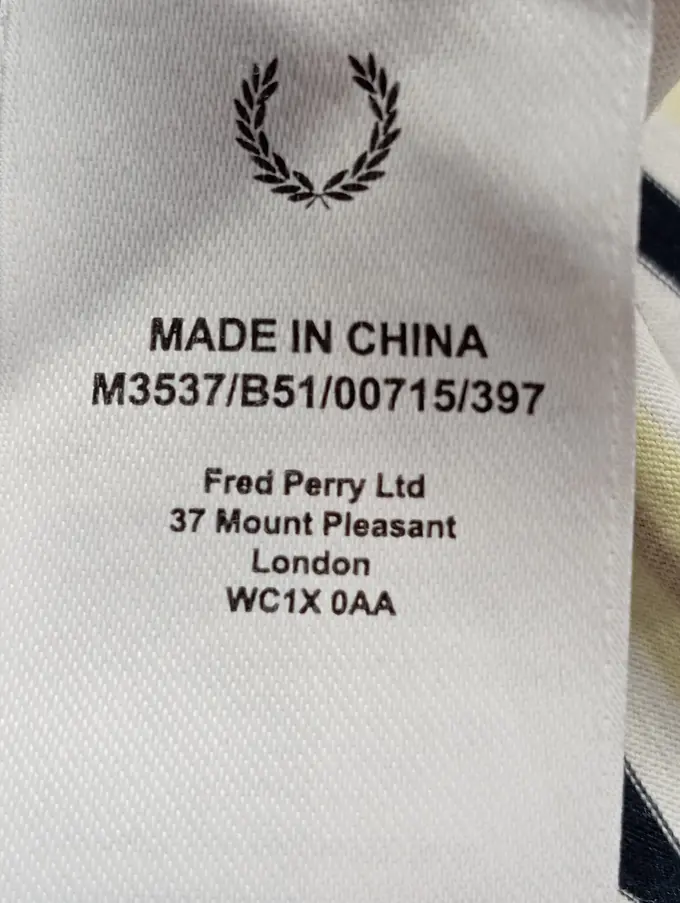 MADE IN CHINA
M3537/B51/00715/397
Fred Perry Ltd
37 Mount Pleasant
London
WC1X 0AA